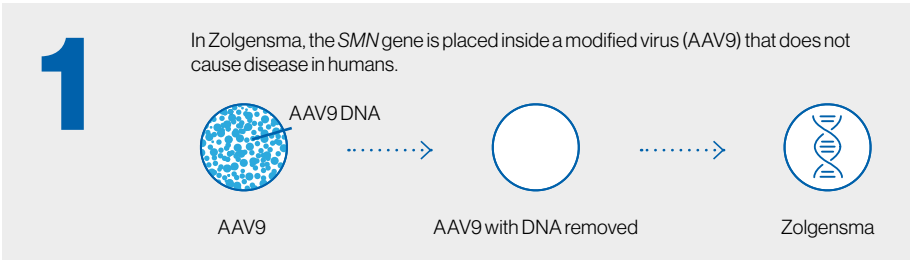 1
In Zolgensma, the SMN gene is placed inside a modified virus (AAV9) that does not
cause disease in humans.
AAV9 DNA
AAV9
AAV9 with DNA removed
Zolgensma